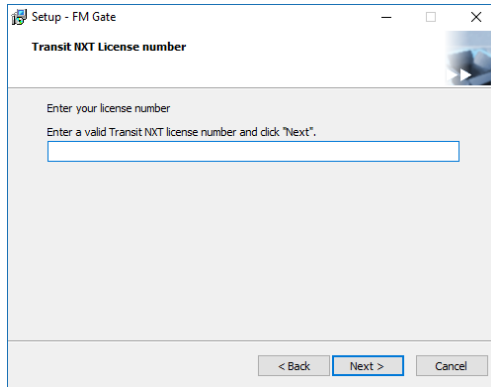 Setup - FM Gate
Transit NXT License number
Enter your license number
Enter a valid Transit NXT license number and click "Next".
< Back
Next >
Cancel